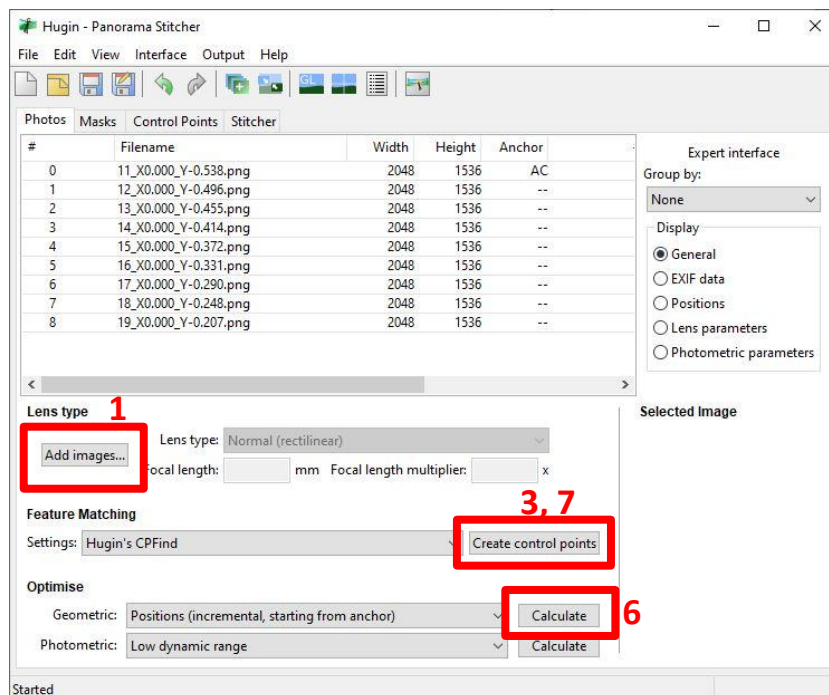 Hugin - Panorama Stitcher
File Edit View Interface Output Help
GL
Photos Masks Control Points Stitcher
# Filename Width Height Anchor
0 11_X0.000_Y-0.538.png 2048 1536 AC
1 12_X0.000_Y-0.496.png 2048 1536 --
2 13_X0.000_Y-0.455.png 2048 1536 --
3 14_X0.000_Y-0.414.png 2048 1536 --
4 15_X0.000_Y-0.372.png 2048 1536 --
5 16_X0.000_Y-0.331.png 2048 1536 --
6 17_X0.000_Y-0.290.png 2048 1536 --
7 18_X0.000_Y-0.248.png 2048 1536 --
8 19_X0.000_Y-0.207.png 2048 1536 --
Expert interface
Group by:
None
Display
General
EXIF data
Positions
Lens parameters
Photometric parameters
Lens type
1
Add images...
Lens type: Normal (rectilinear)
Focal length: mm Focal length multiplier: x
Selected Image
Feature Matching
3, 7
Settings: Hugin's CPFind Create control points
Optimise
Geometric: Positions (incremental, starting from anchor) Calculate
6
Photometric: Low dynamic range Calculate
Started